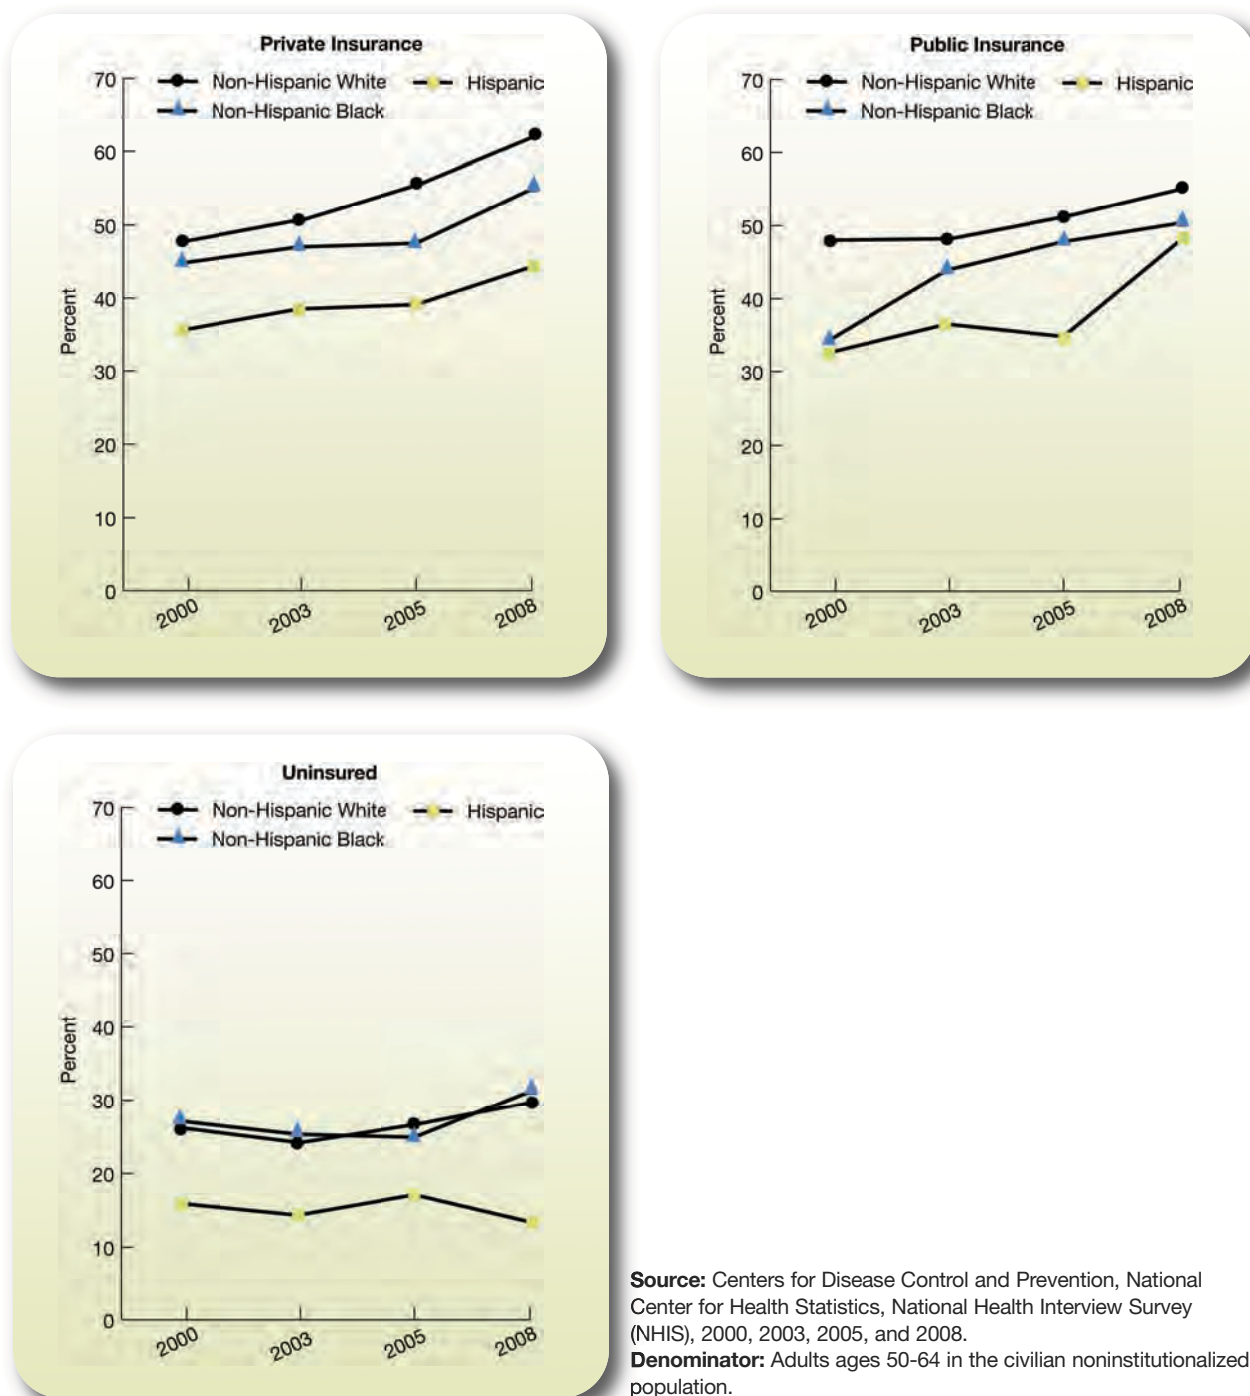 Private Insurance
Non-Hispanic White
Hispanic
Non-Hispanic Black
70
60
50
40
30
20
10
0
Percent
2000
2003
2005
2008
Public Insurance
Non-Hispanic White
Hispanic
Non-Hispanic Black
70
60
50
40
30
20
10
0
Percent
2000
2003
2005
2008
Uninsured
Non-Hispanic White
Hispanic
Non-Hispanic Black
70
60
50
40
30
20
10
0
Percent
2000
2003
2005
2008
Source: Centers for Disease Control and Prevention, National
Center for Health Statistics, National Health Interview Survey
(NHIS), 2000, 2003, 2005, and 2008.
Denominator: Adults ages 50-64 in the civilian noninstitutionalized
population.